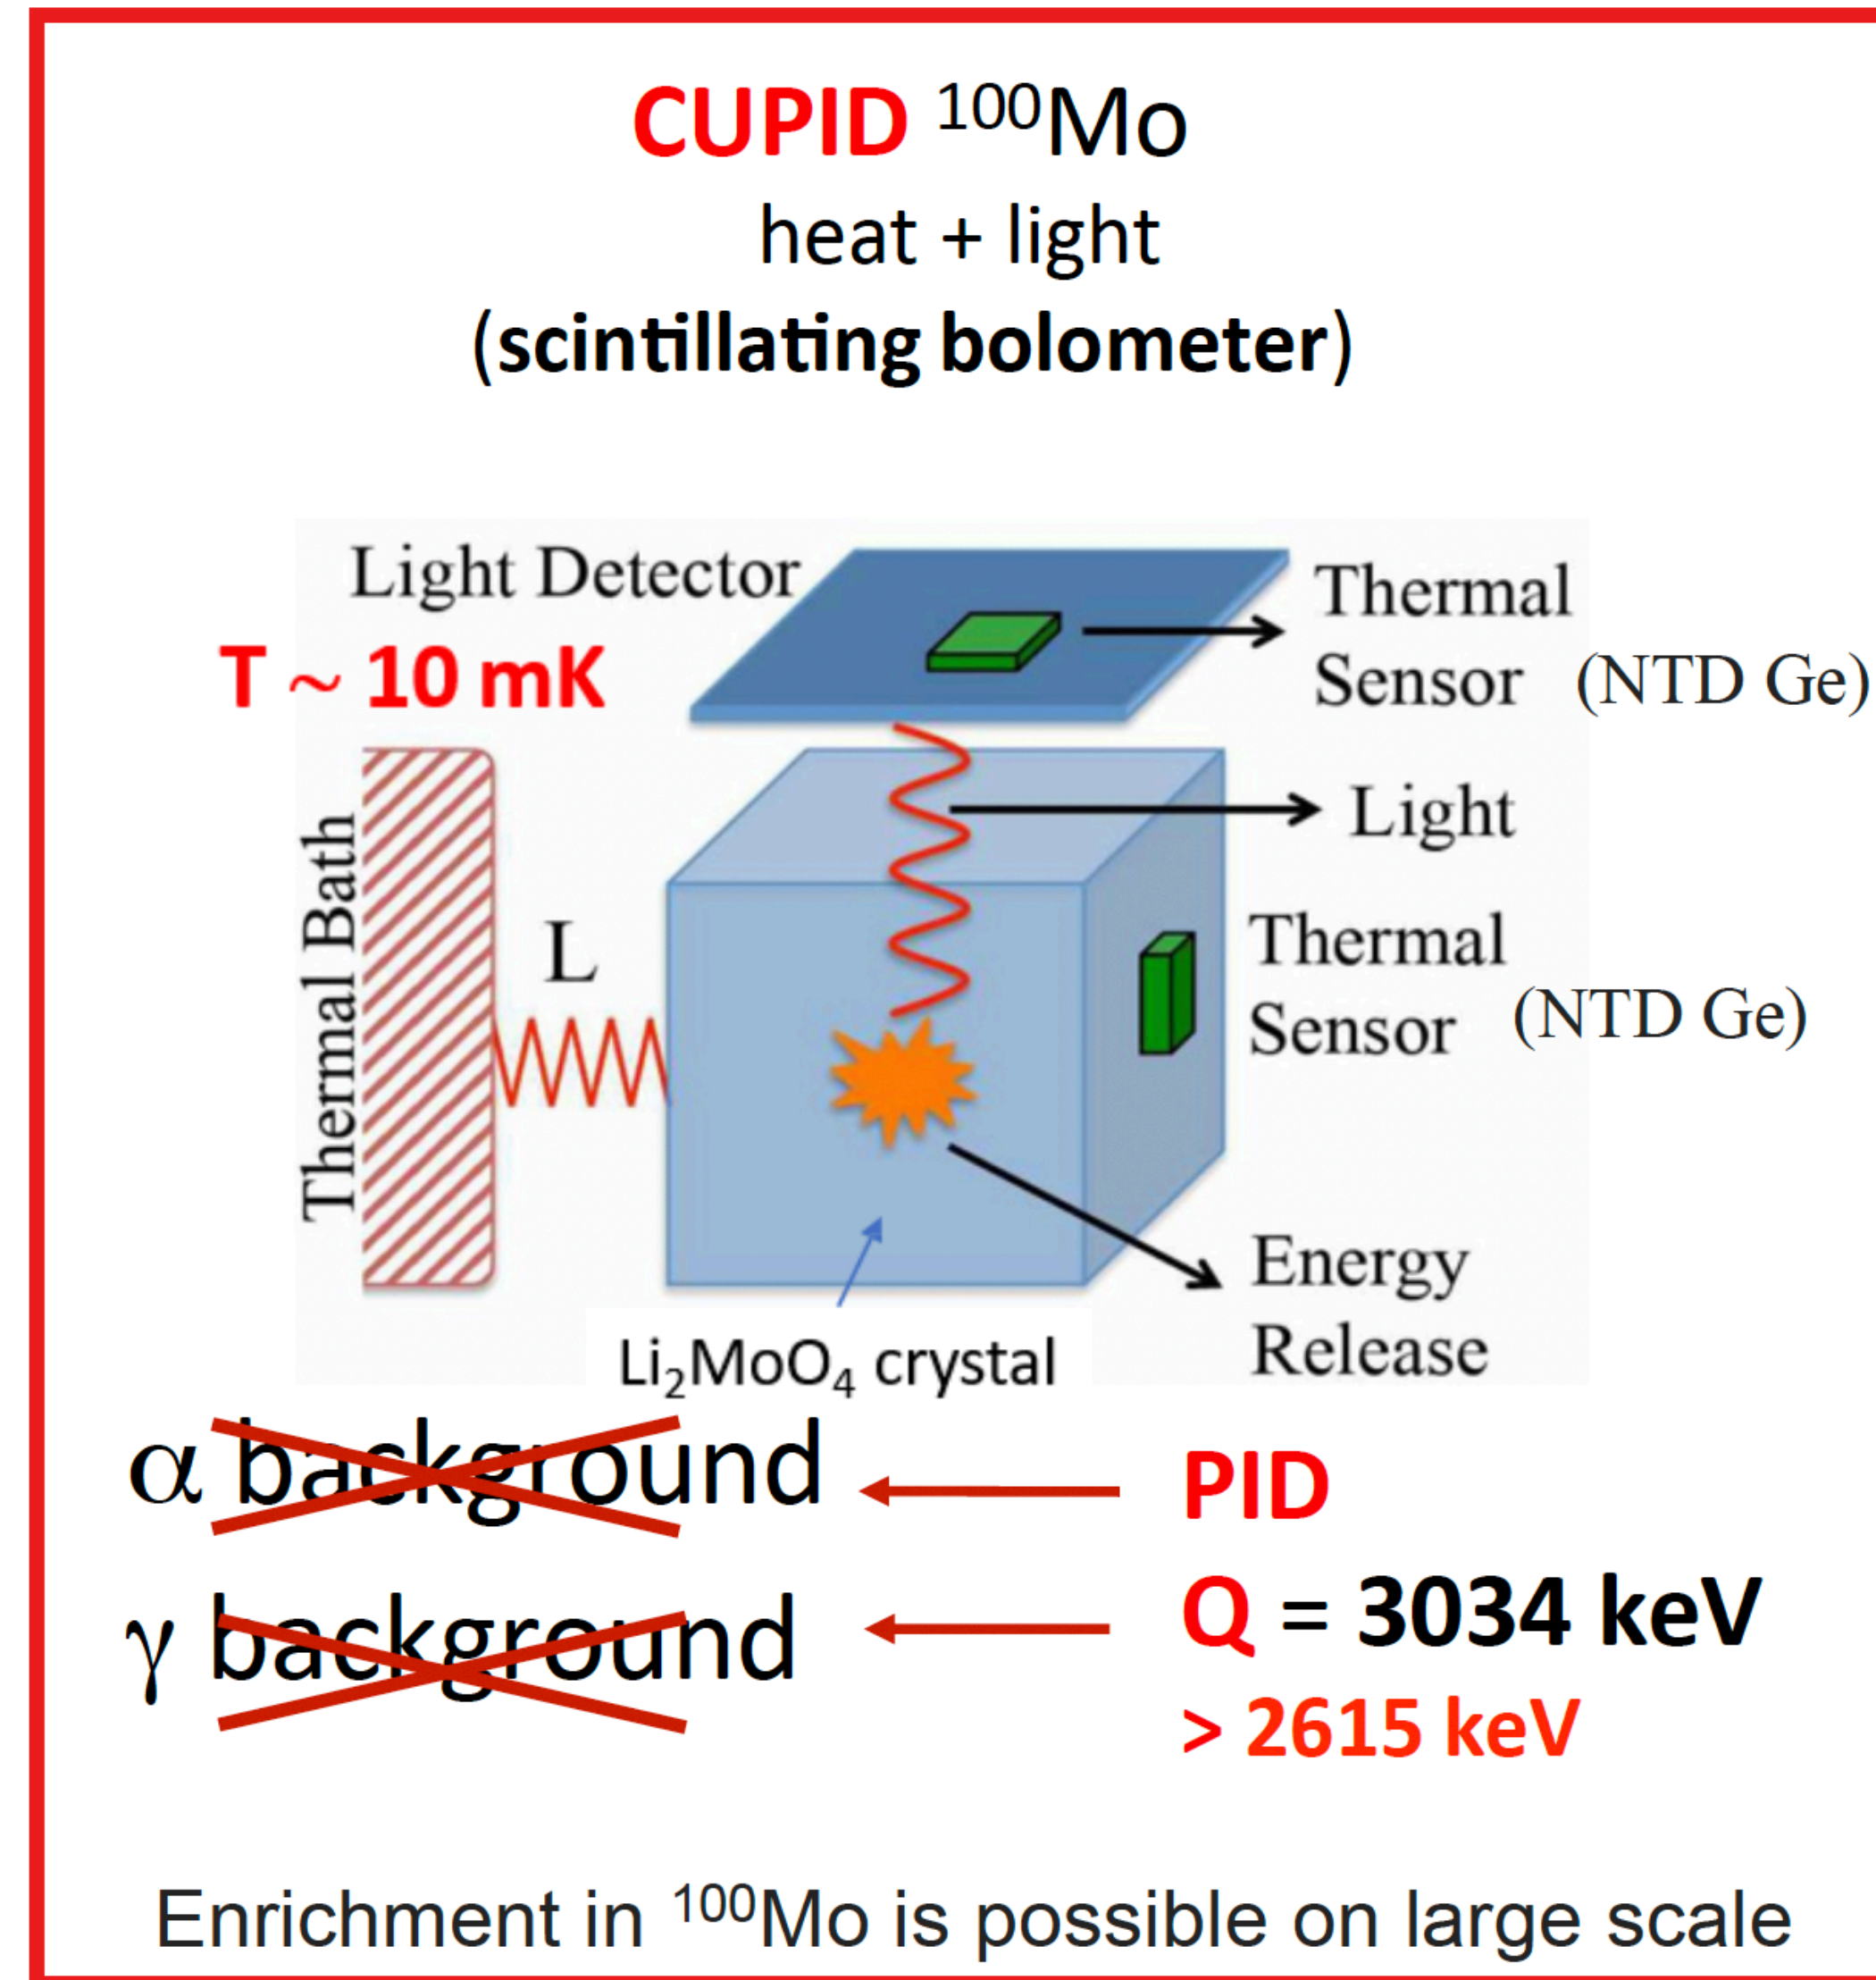 CUPID ¹⁰⁰Mo
heat + light
(scintillating bolometer)
Light Detector
T ~ 10 mK
Thermal
Sensor (NTD Ge)
Light
Thermal Bath
L
Thermal
Sensor (NTD Ge)
Energy
Release
Li₂MoO₄ crystal
α background
PID
γ background
Q = 3034 keV
> 2615 keV
Enrichment in ¹⁰⁰Mo is possible on large scale